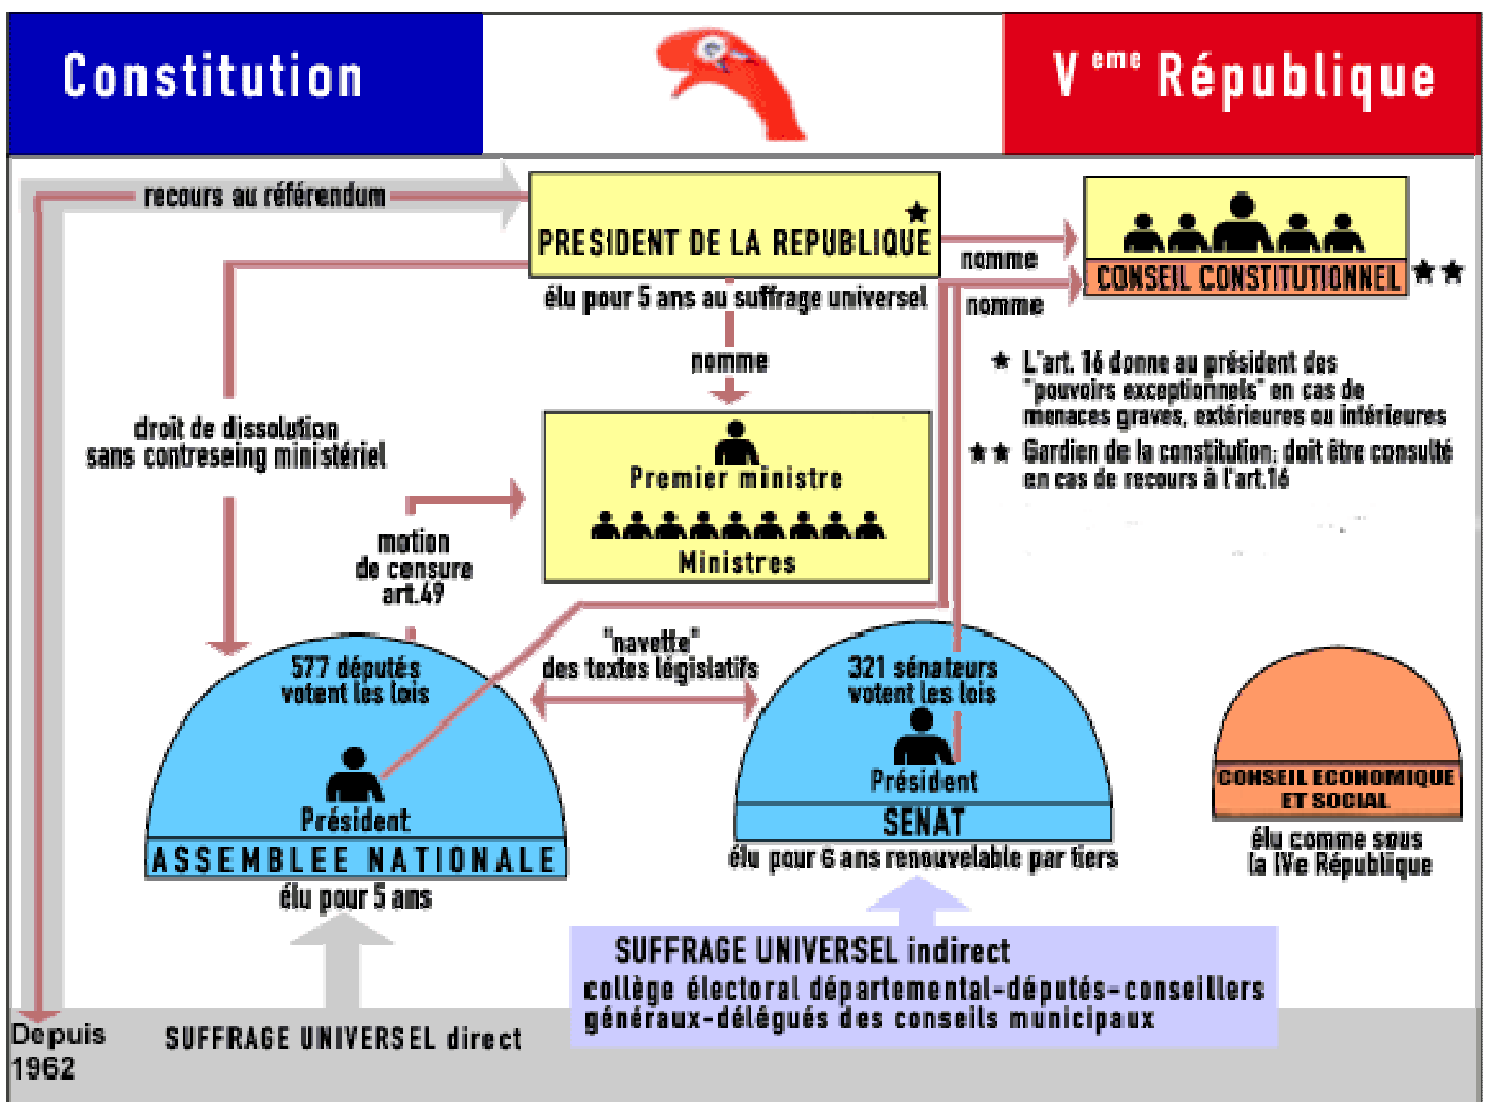 Constitution
V eme République
recours au référendum
PRESIDENT DE LA REPUBLIQUE
élu pour 5 ans au suffrage universel
nomme
nomme
CONSEIL CONSTITUTIONNEL ★★
nomme
★ L'art. 16 donne au président des
"pouvoirs exceptionnels" en cas de
menaces graves, extérieures ou intérieures
★★ Gardien de la constitution; doit être consulté
en cas de recours à l'art.16
droit de dissolution
sans contreseing ministériel
Premier ministre
Ministres
motion
de censure
art.49
"navette"
des textes législatifs
577 députés
votent les lois
Président
ASSEMBLEE NATIONALE
élu pour 5 ans
321 sénateurs
votent les lois
Président
SENAT
élu pour 6 ans renouvelable par tiers
CONSEIL ECONOMIQUE
ET SOCIAL
élu comme sous
la IVe République
SUFFRAGE UNIVERSEL indirect
collège électoral départemental-députés-conseillers
généraux-délégués des conseils municipaux
Depuis
1962
SUFFRAGE UNIVERSEL direct